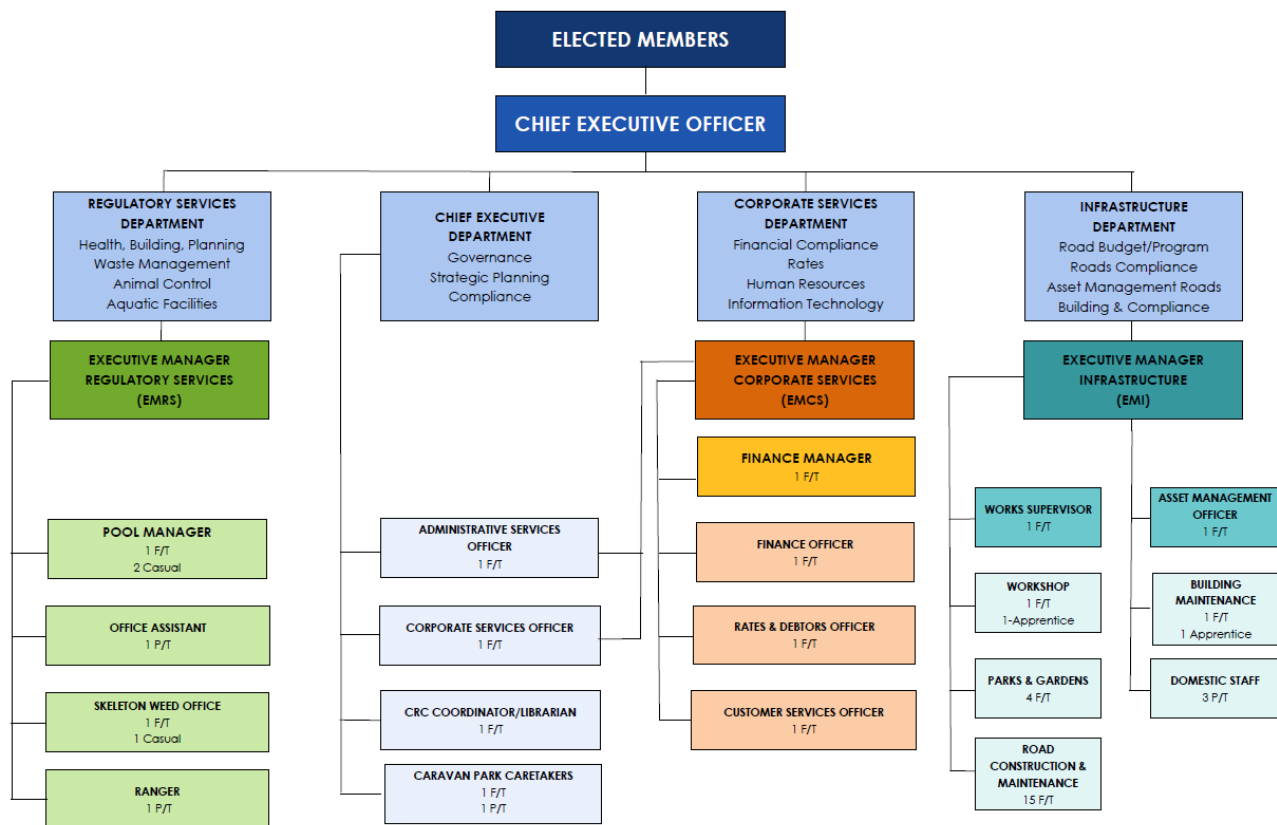 ELECTED MEMBERS
CHIEF EXECUTIVE OFFICER
REGULATORY SERVICES
DEPARTMENT
Health, Building, Planning
Waste Management
Animal Control
Aquatic Facilities
CHIEF EXECUTIVE
DEPARTMENT
Governance
Strategic Planning
Compliance
CORPORATE SERVICES
DEPARTMENT
Financial Compliance
Rates
Human Resources
Information Technology
INFRASTRUCTURE
DEPARTMENT
Road Budget/Program
Roads Compliance
Asset Management Roads
Building & Compliance
EXECUTIVE MANAGER
REGULATORY SERVICES
(EMRS)
EXECUTIVE MANAGER
CORPORATE SERVICES
(EMCS)
EXECUTIVE MANAGER
INFRASTRUCTURE
(EMI)
POOL MANAGER
1 F/T
2 Casual
OFFICE ASSISTANT
1 P/T
SKELETON WEED OFFICE
1 F/T
1 Casual
RANGER
1 P/T
ADMINISTRATIVE SERVICES
OFFICER
1 F/T
CORPORATE SERVICES OFFICER
1 F/T
CRC COORDINATOR/LIBRARIAN
1 F/T
CARAVAN PARK CARETAKERS
1 F/T
1 P/T
FINANCE MANAGER
1 F/T
FINANCE OFFICER
1 F/T
RATES & DEBTORS OFFICER
1 F/T
CUSTOMER SERVICES OFFICER
1 F/T
WORKS SUPERVISOR
1 F/T
WORKSHOP
1 F/T
1-Apprentice
PARKS & GARDENS
4 F/T
ROAD
CONSTRUCTION &
MAINTENANCE
15 F/T
ASSET MANAGEMENT
OFFICER
1 F/T
BUILDING
MAINTENANCE
1 F/T
1 Apprentice
DOMESTIC STAFF
3 P/T